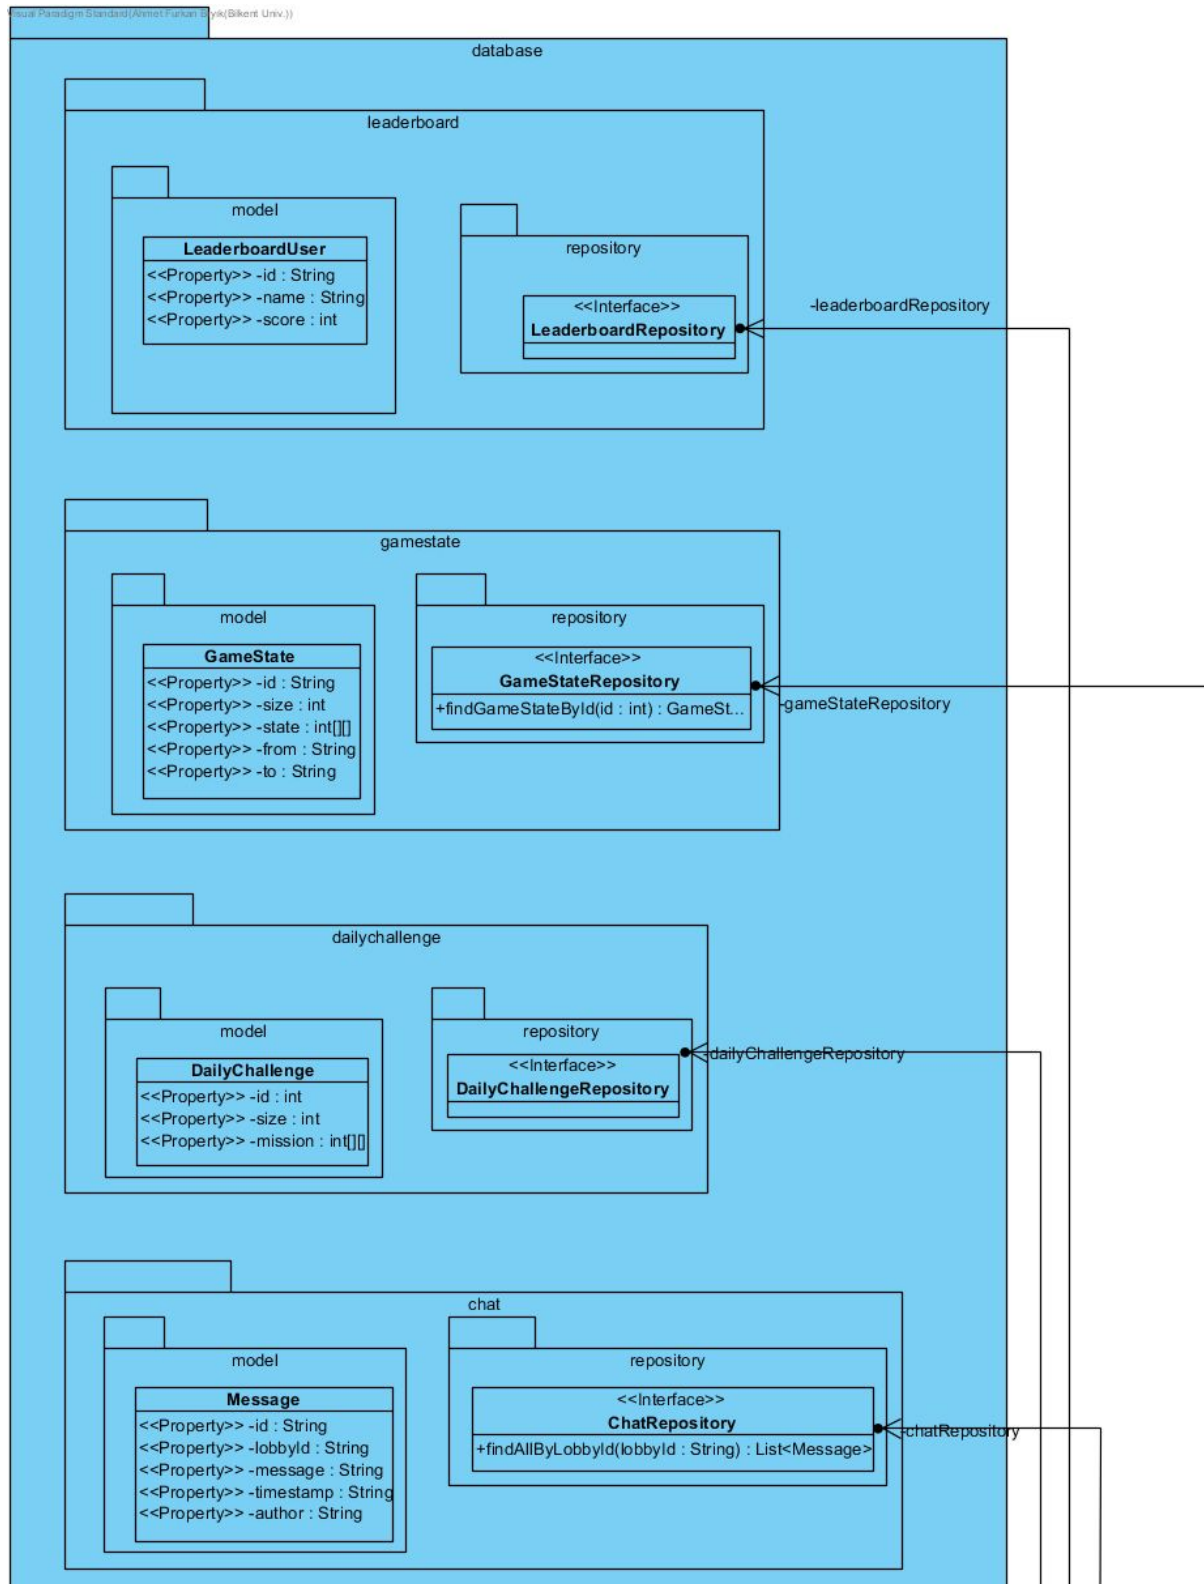 database
leaderboard
model
LeaderboardUser
<<Property>> -id : String
<<Property>> -name : String
<<Property>> -score : int
repository
<<Interface>>
LeaderboardRepository
-leaderboardRepository
gamestate
model
GameState
<<Property>> -id : String
<<Property>> -size : int
<<Property>> -state : int[][]
<<Property>> -from : String
<<Property>> -to : String
repository
<<Interface>>
GameStateRepository
+findGameStateById(id : int) : GameSt...
-gameStateRepository
dailychallenge
model
DailyChallenge
<<Property>> -id : int
<<Property>> -size : int
<<Property>> -mission : int[][]
repository
<<Interface>>
DailyChallengeRepository
-dailyChallengeRepository
chat
model
Message
<<Property>> -id : String
<<Property>> -lobbyId : String
<<Property>> -message : String
<<Property>> -timestamp : String
<<Property>> -author : String
repository
<<Interface>>
ChatRepository
+findAllByLobbyId(lobbyId : String) : List<Message>
-chatRepository